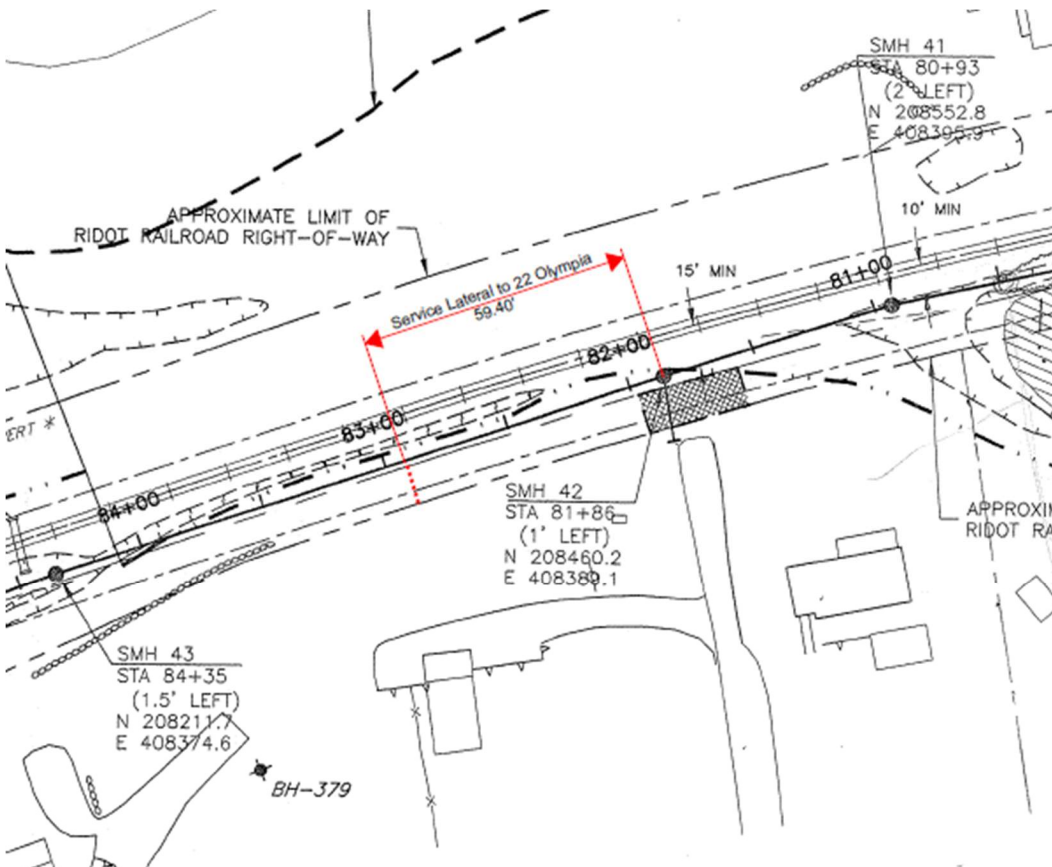 SMH 41
STA 80+93
(2' LEFT)
N 208552.8
E 408395.9
APPROXIMATE LIMIT OF
RIDOT RAILROAD RIGHT-OF-WAY
10' MIN
Service Lateral to 22 Olympia
59.40'
15' MIN
81+00
82+00
83+00
84+00
ERT *
SMH 42
STA 81+86
(1' LEFT)
N 208460.2
E 408389.1
APPROXIM
RIDOT RA
SMH 43
STA 84+35
(1.5' LEFT)
N 208211.7
E 408374.6
BH-379